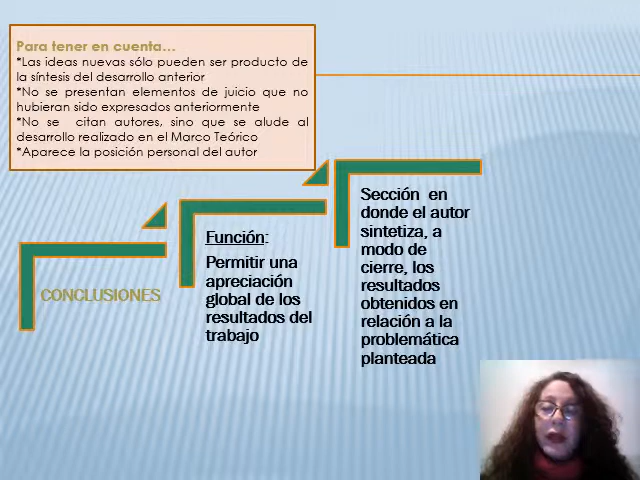 Para tener en cuenta...
*Las ideas nuevas sólo pueden ser producto de
la síntesis del desarrollo anterior
*No se presentan elementos de juicio que no
hubieran sido expresados anteriormente
*No se citan autores, sino que se alude al
desarrollo realizado en el Marco Teórico
*Aparece la posición personal del autor
CONCLUSIONES
Función:
Permitir una
apreciación
global de los
resultados del
trabajo
Sección en
donde el autor
sintetiza, a
modo de
cierre, los
resultados
obtenidos en
relación a la
problemática
planteada